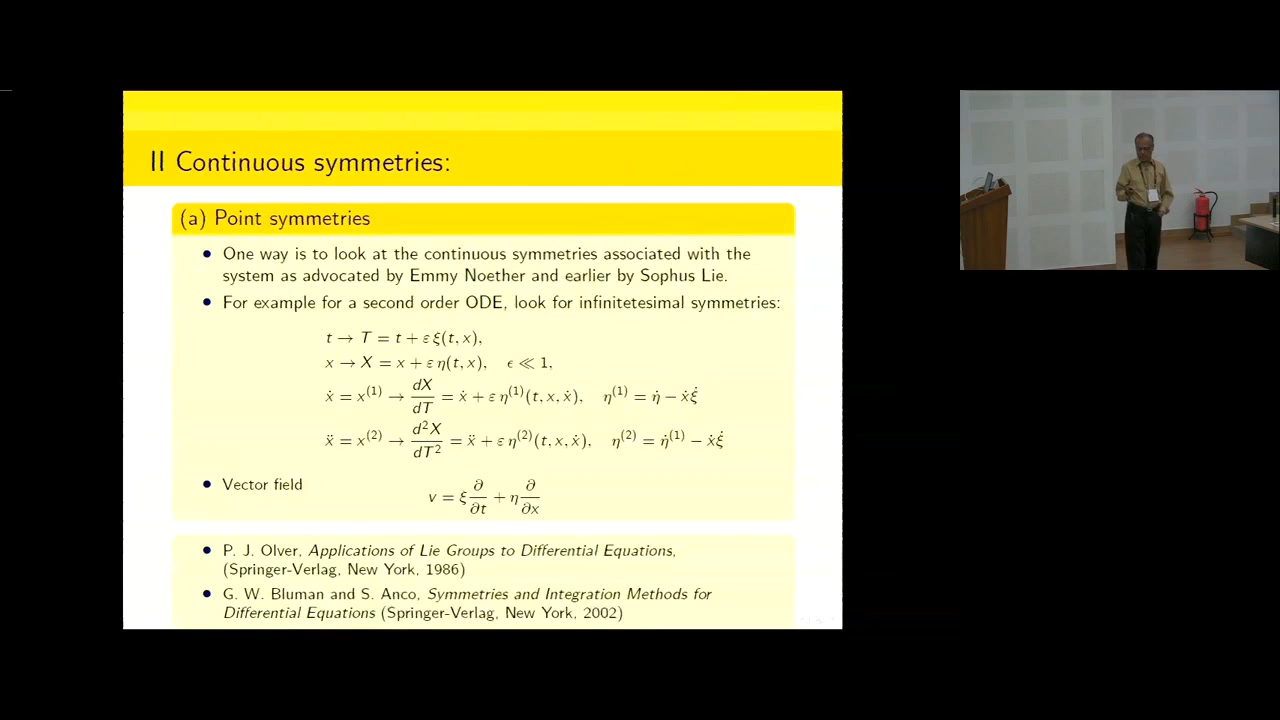 II Continuous symmetries:
(a) Point symmetries
• One way is to look at the continuous symmetries associated with the
system as advocated by Emmy Noether and earlier by Sophus Lie.
• For example for a second order ODE, look for infinitetesimal symmetries:
t → T = t + ε ξ(t, x),
x → X = x + ε η(t, x), ϵ ≪ 1,
ẋ = x⁽¹⁾ → dX/dT = ẋ + ε η⁽¹⁾(t, x, ẋ), η⁽¹⁾ = η̇ − ẋξ̇
ẍ = x⁽²⁾ → d²X/dT² = ẍ + ε η⁽²⁾(t, x, ẋ), η⁽²⁾ = η̇⁽¹⁾ − ẋξ̇
• Vector field
v = ξ ∂/∂t + η ∂/∂x
• P. J. Olver, Applications of Lie Groups to Differential Equations,
(Springer-Verlag, New York, 1986)
• G. W. Bluman and S. Anco, Symmetries and Integration Methods for
Differential Equations (Springer-Verlag, New York, 2002)